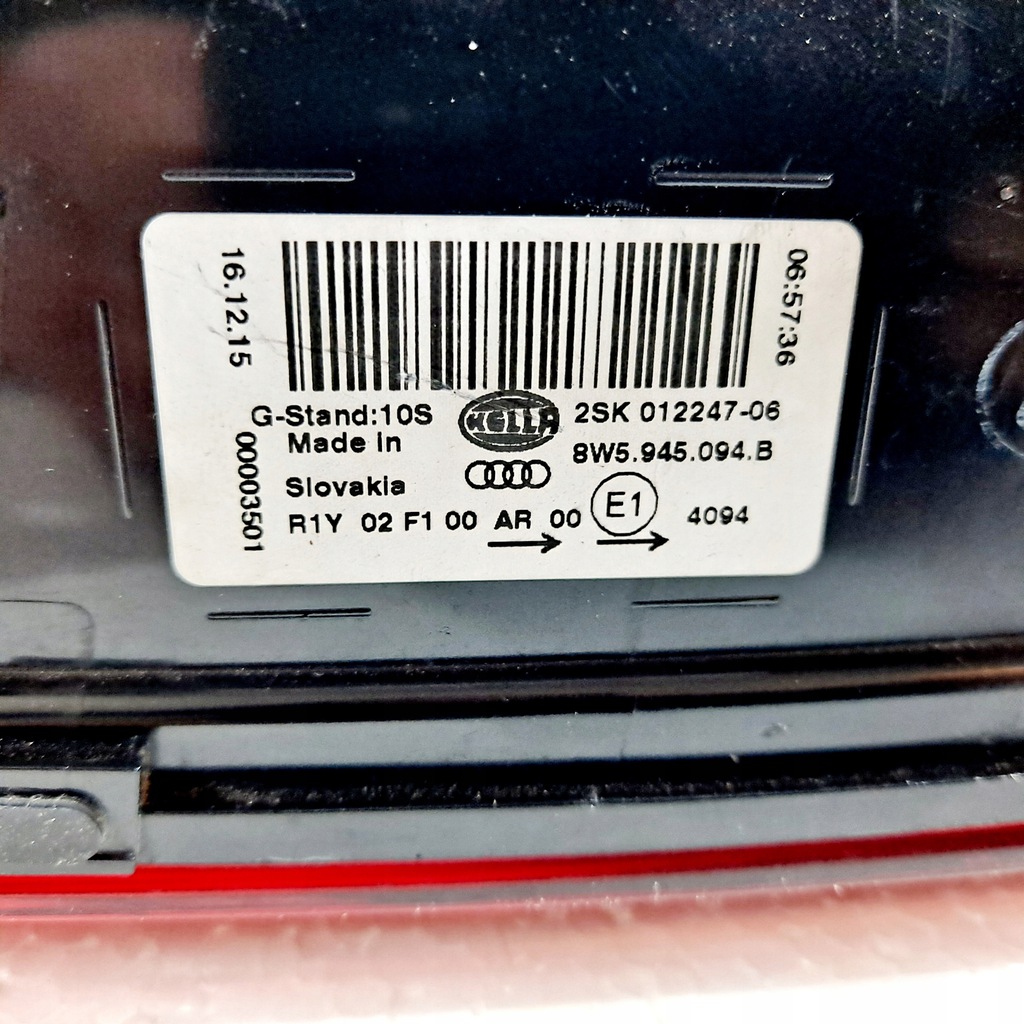 16.12.15
06:57:36
G-Stand:10S
HELLA
2SK 012247-06
Made in
8W5.945.094.B
Slovakia
00003501
R1Y 02 F1 00 AR 00
E1
4094